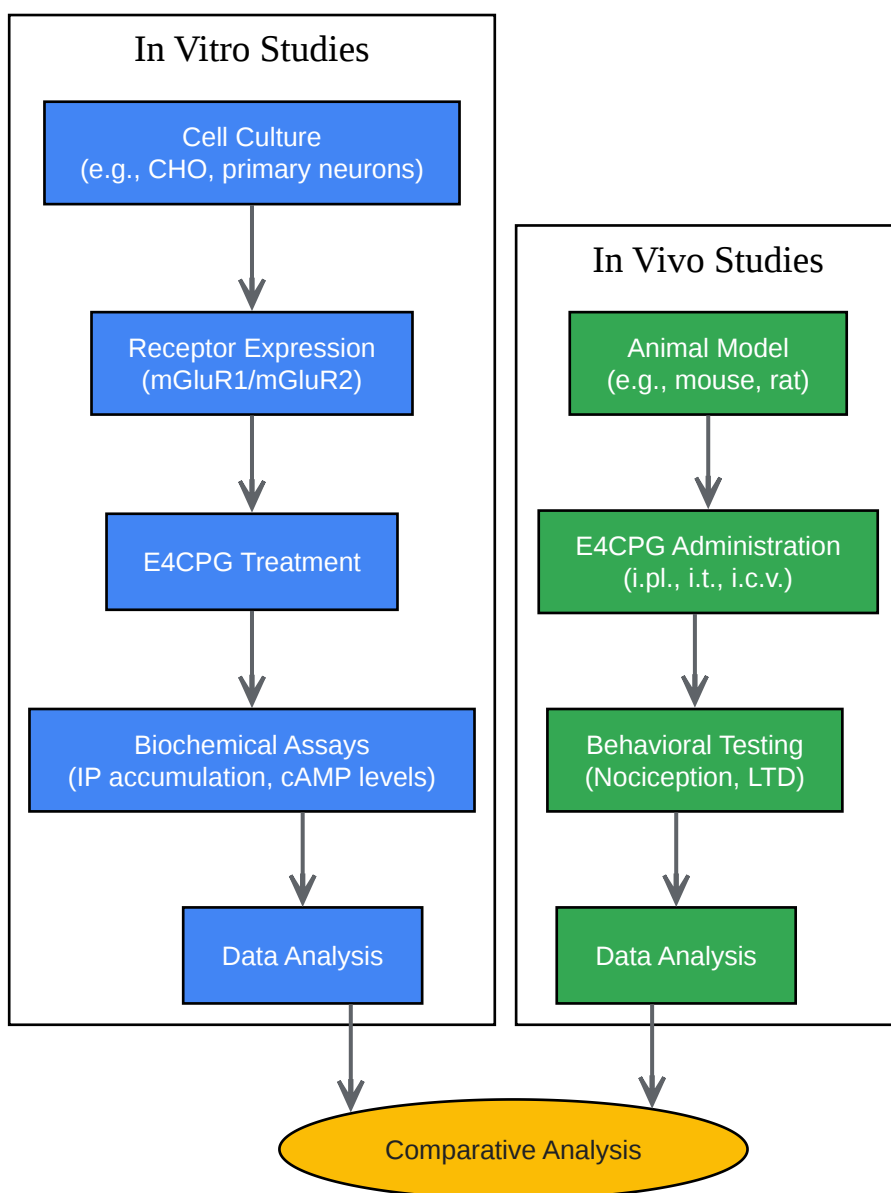 In Vitro Studies
Cell Culture
(e.g., CHO, primary neurons)
Receptor Expression
(mGluR1/mGluR2)
E4CPG Treatment
Biochemical Assays
(IP accumulation, cAMP levels)
Data Analysis
In Vivo Studies
Animal Model
(e.g., mouse, rat)
E4CPG Administration
(i.pl., i.t., i.c.v.)
Behavioral Testing
(Nociception, LTD)
Data Analysis
Comparative Analysis